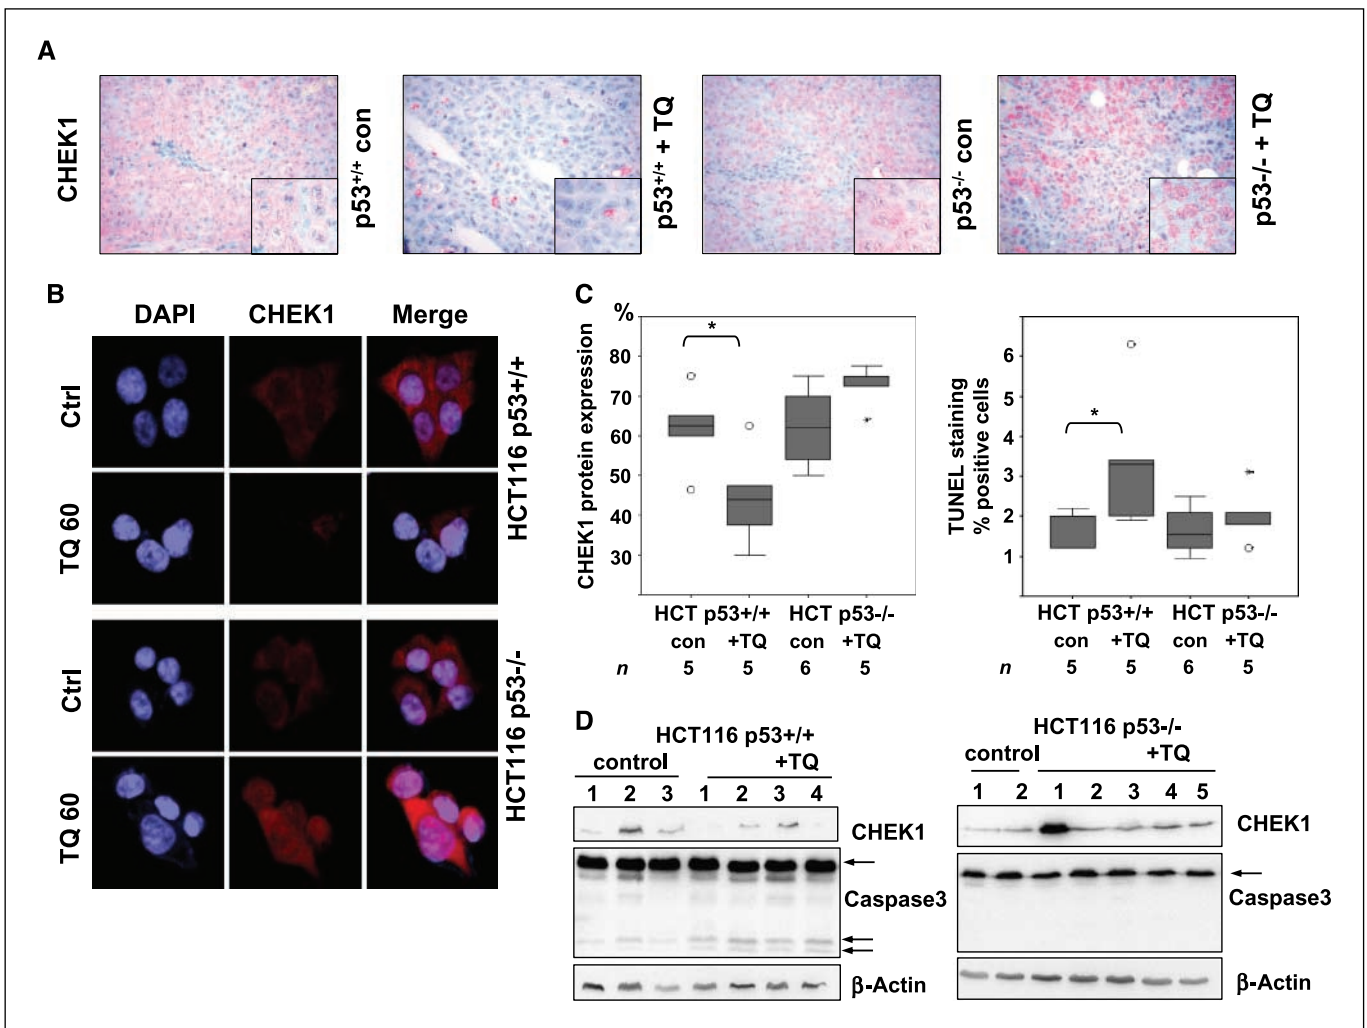 A
CHEK1
p53+/+ con
p53+/+ + TQ
p53-/- con
p53-/- + TQ
B
DAPI CHEK1 Merge
Ctrl
TQ 60
HCT116 p53+/+
Ctrl
TQ 60
HCT116 p53-/-
C
%
CHEK1 protein expression
80
70
60
50
40
30
*
HCT p53+/+ HCT p53-/-
con +TQ con +TQ
n 5 5 6 5
TUNEL staining
% positive cells
6
5
4
3
2
1
*
HCT p53+/+ HCT p53-/-
con +TQ con +TQ
n 5 5 6 5
D
HCT116 p53+/+
control +TQ
1 2 3 1 2 3 4
CHEK1
Caspase3
β-Actin
HCT116 p53-/-
control +TQ
1 2 1 2 3 4 5
CHEK1
Caspase3
β-Actin